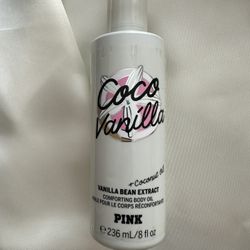 Coco
Vanilla
+Coconut oil
VANILLA BEAN EXTRACT
COMFORTING BODY OIL
HUILE POUR LE CORPS RÉCONFORTANTE
PINK
e 236 mL/8 fl oz